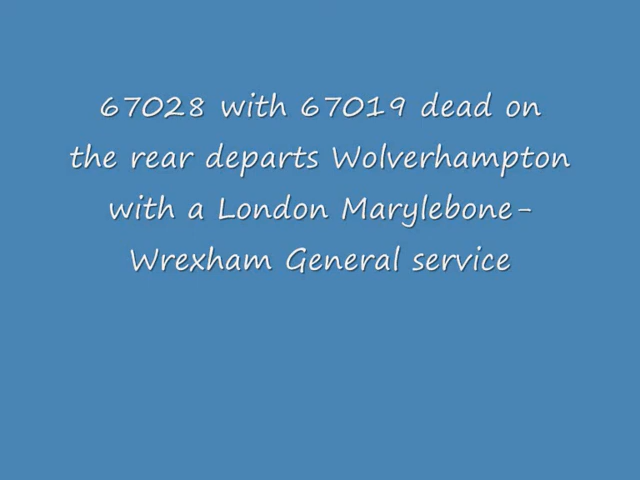 67028 with 67019 dead on
the rear departs Wolverhampton
with a London Marylebone-
Wrexham General service